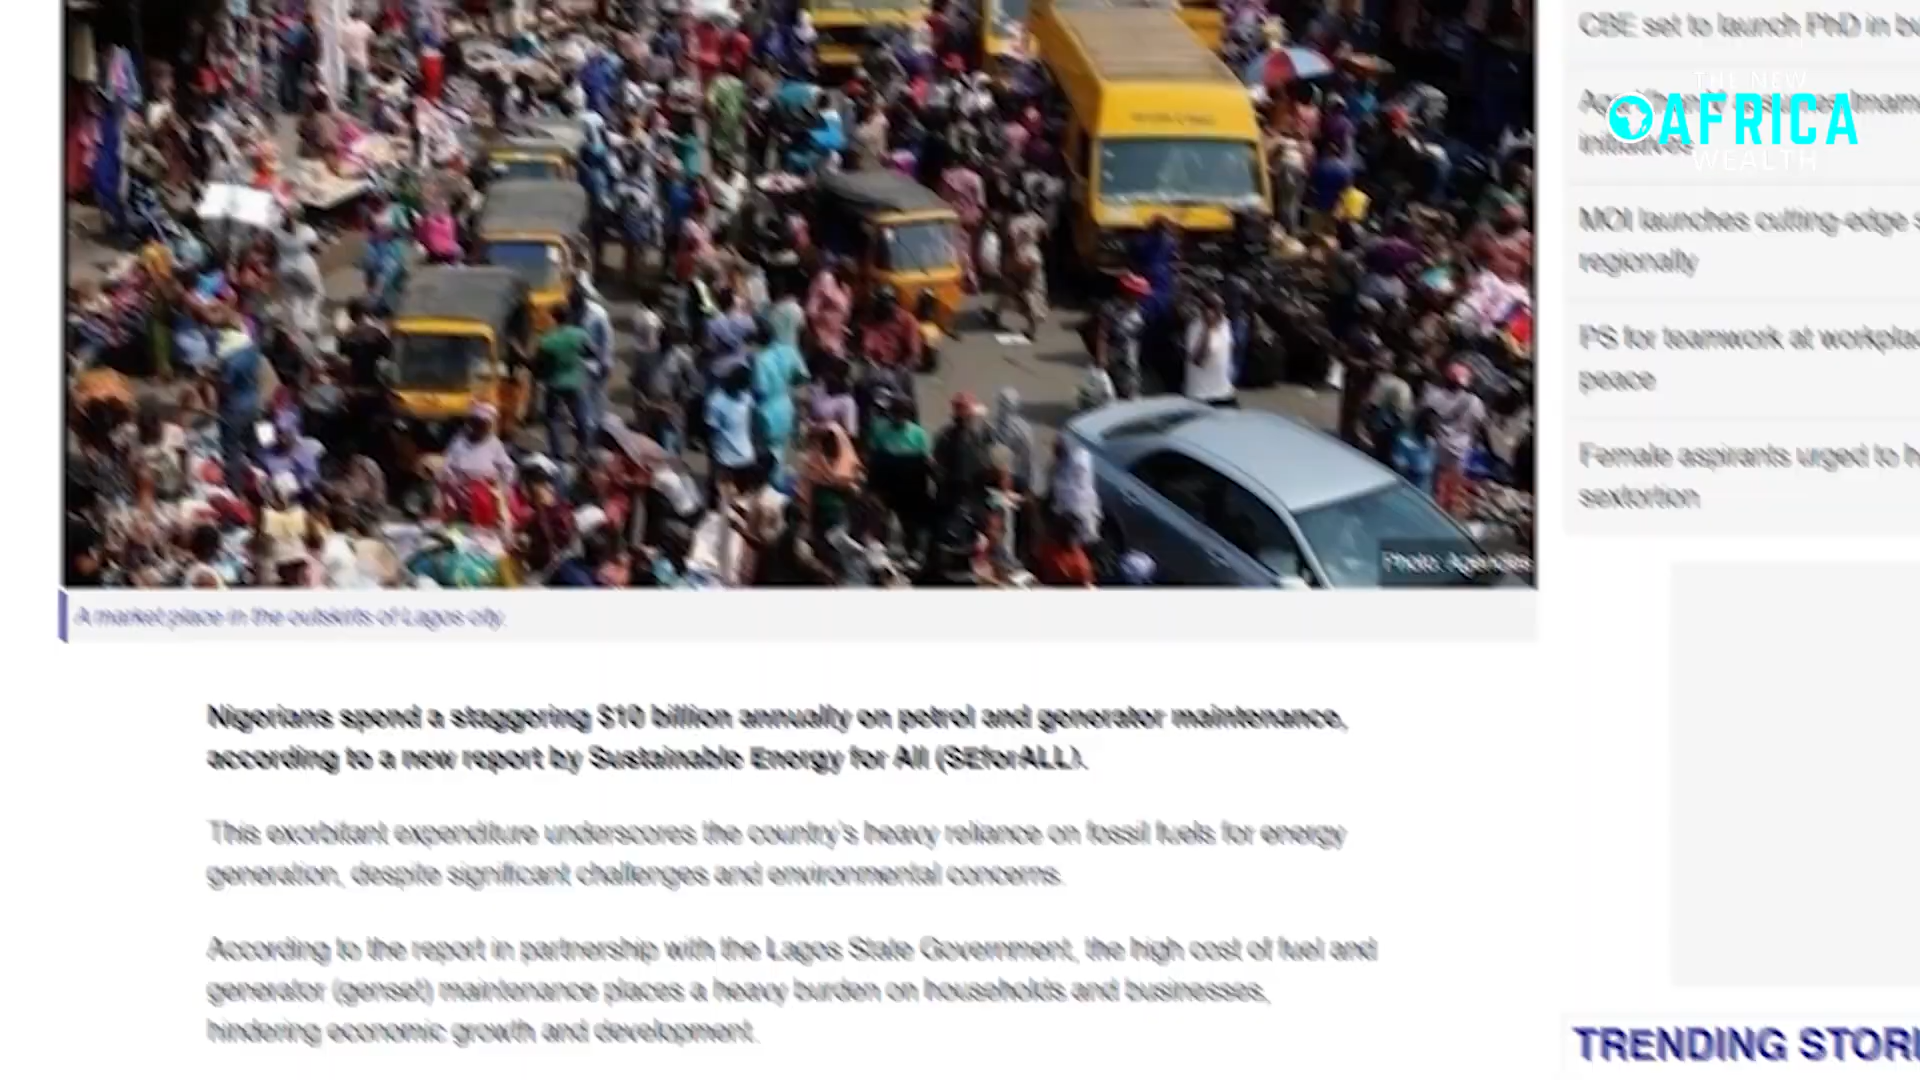 CBE set to launch PhD in
THE NEW
AFRICA
WEALTH
initiatives
MOI launches cutting-edge
regionally
PS for teamwork at
peace
Female aspirants urged to
sextortion
Photo: Agencies
A market place in the outskirts of Lagos city.
Nigerians spend a staggering $10 billion annually on petrol and generator maintenance,
according to a new report by Sustainable Energy for All (SEforALL).
This exorbitant expenditure underscores the country's heavy reliance on fossil fuels for energy
generation, despite significant challenges and environmental concerns.
According to the report in partnership with the Lagos State Government, the high cost of fuel and
generator (genset) maintenance places a heavy burden on households and businesses,
hindering economic growth and development.
TRENDING STORI